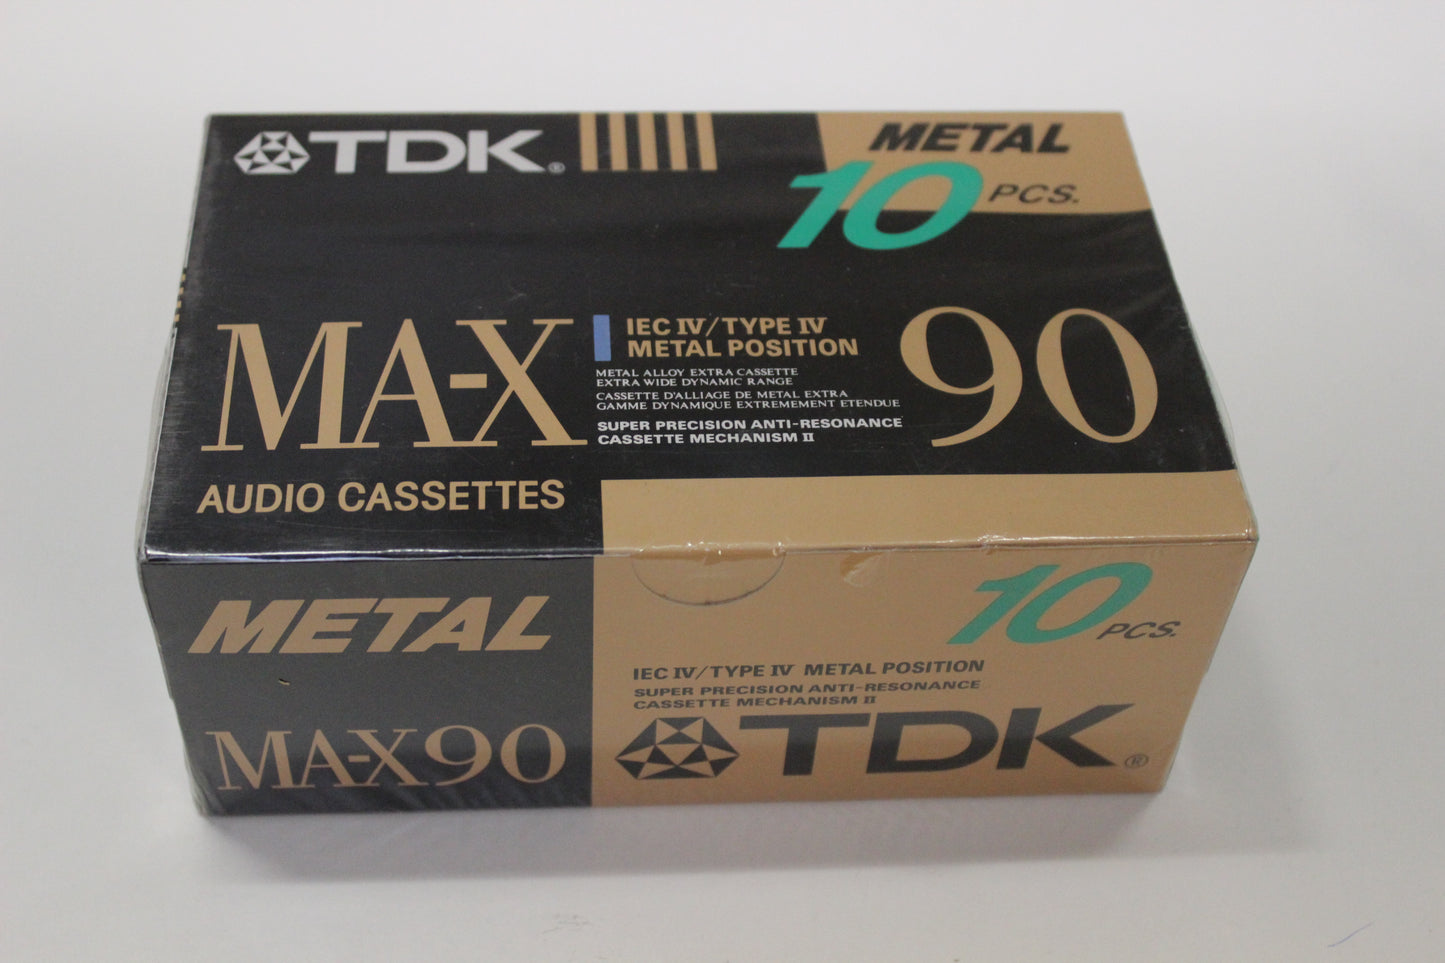 TDK®
METAL
10 PCS.
MA-X
IEC IV/TYPE IV
METAL POSITION
METAL ALLOY EXTRA CASSETTE
EXTRA WIDE DYNAMIC RANGE
CASSETTE D'ALLIAGE DE METAL EXTRA
GAMME DYNAMIQUE EXTREMEMENT ETENDUE
SUPER PRECISION ANTI-RESONANCE
CASSETTE MECHANISM II
90
AUDIO CASSETTES
METAL
MA-X90
10 PCS.
IEC IV/TYPE IV METAL POSITION
SUPER PRECISION ANTI-RESONANCE
CASSETTE MECHANISM II
TDK®